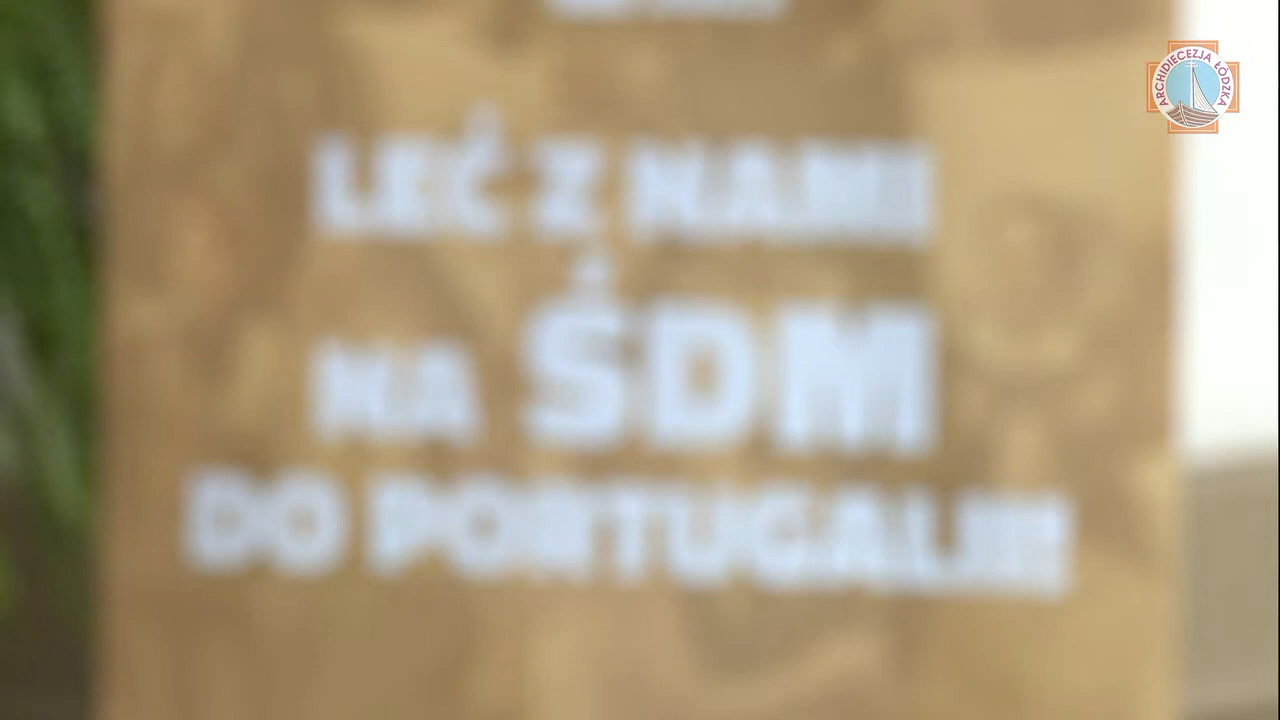 ARCHIDIECEZJA ŁÓDZKA
LEĆ Z NAMI
NA ŚDM
DO PORTUGALII!